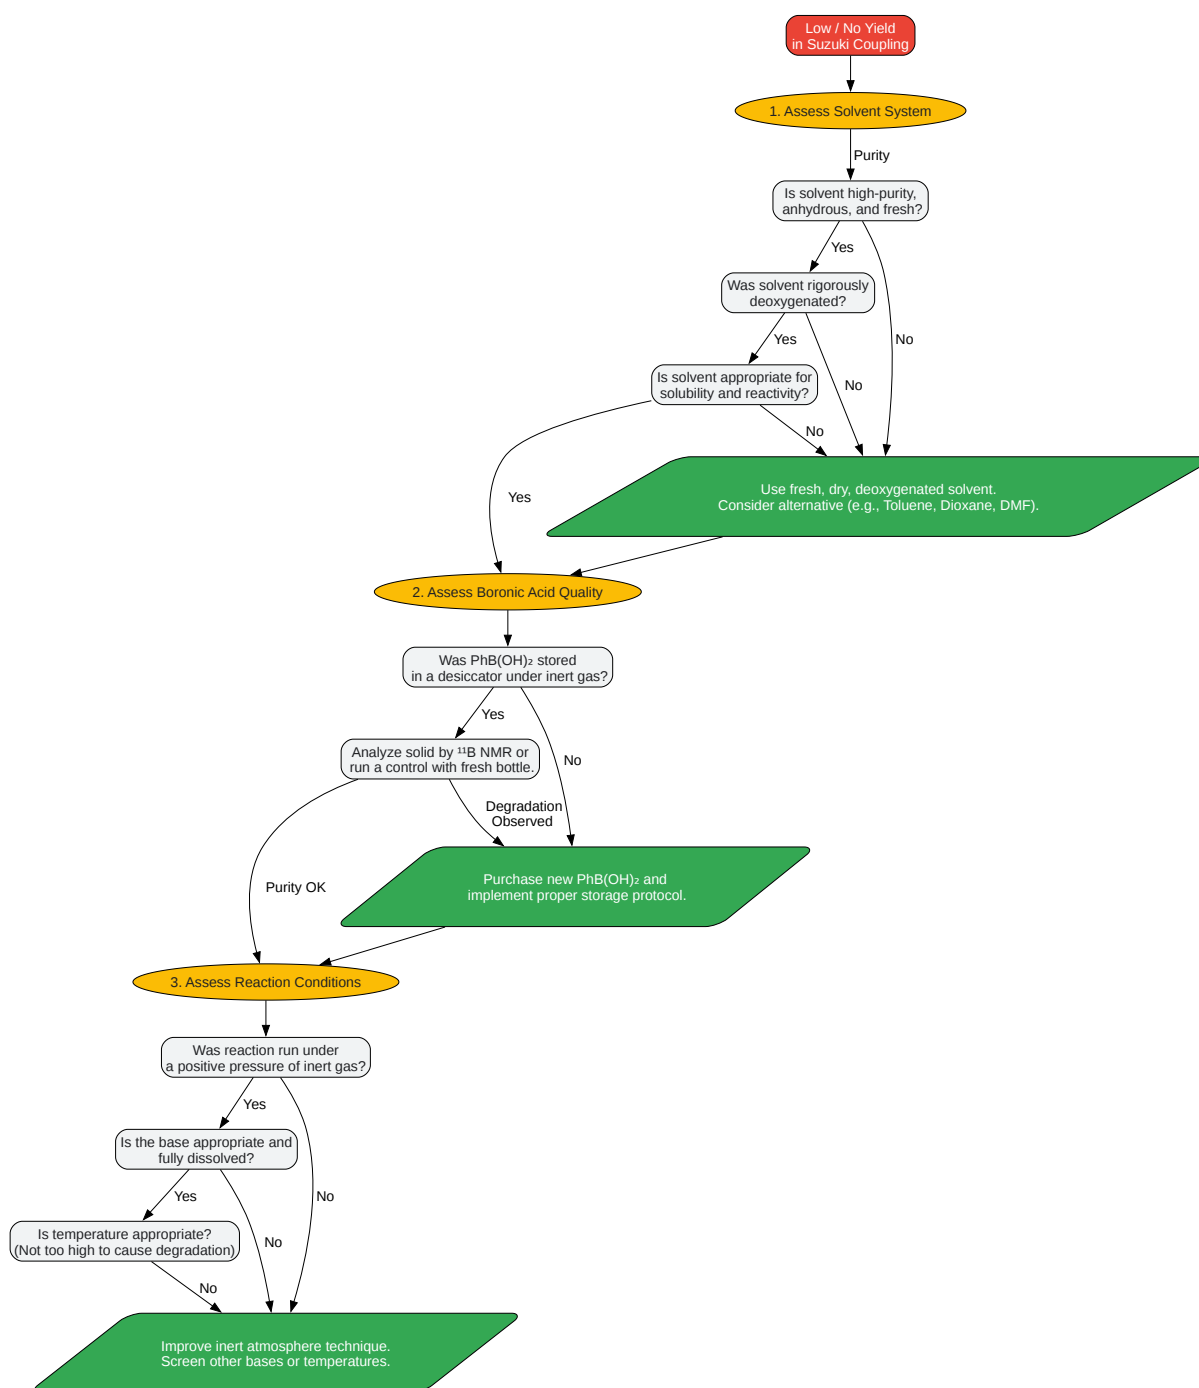 Low / No Yield
in Suzuki Coupling
1. Assess Solvent System
Purity
Is solvent high-purity,
anhydrous, and fresh?
Yes
Was solvent rigorously
deoxygenated?
Yes
No
Is solvent appropriate for
solubility and reactivity?
No
No
Yes
Use fresh, dry, deoxygenated solvent.
Consider alternative (e.g., Toluene, Dioxane, DMF).
2. Assess Boronic Acid Quality
Was PhB(OH)₂ stored
in a desiccator under inert gas?
Yes
Analyze solid by ¹¹B NMR or
run a control with fresh bottle.
No
Degradation
Observed
Purity OK
Purchase new PhB(OH)₂ and
implement proper storage protocol.
3. Assess Reaction Conditions
Was reaction run under
a positive pressure of inert gas?
Yes
Is the base appropriate and
fully dissolved?
Yes
No
Is temperature appropriate?
(Not too high to cause degradation)
No
No
Improve inert atmosphere technique.
Screen other bases or temperatures.